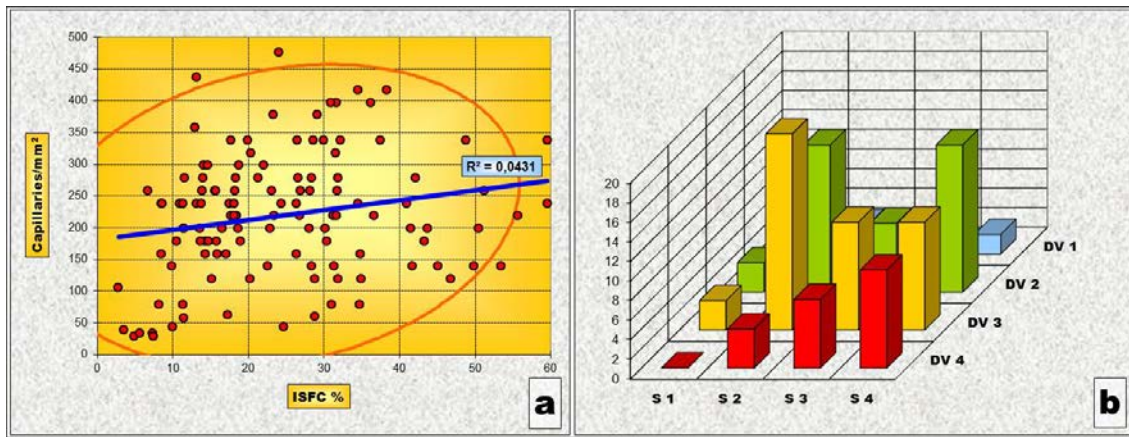 500
450
400
350
300
250
200
150
100
50
0
0 10 20 30 40 50 60
Capillaries/mm²
R² = 0,0431
ISFC %
a
20
18
16
14
12
10
8
6
4
2
0
S 1
S 2
S 3
S 4
DV 1
DV 2
DV 3
DV 4
b